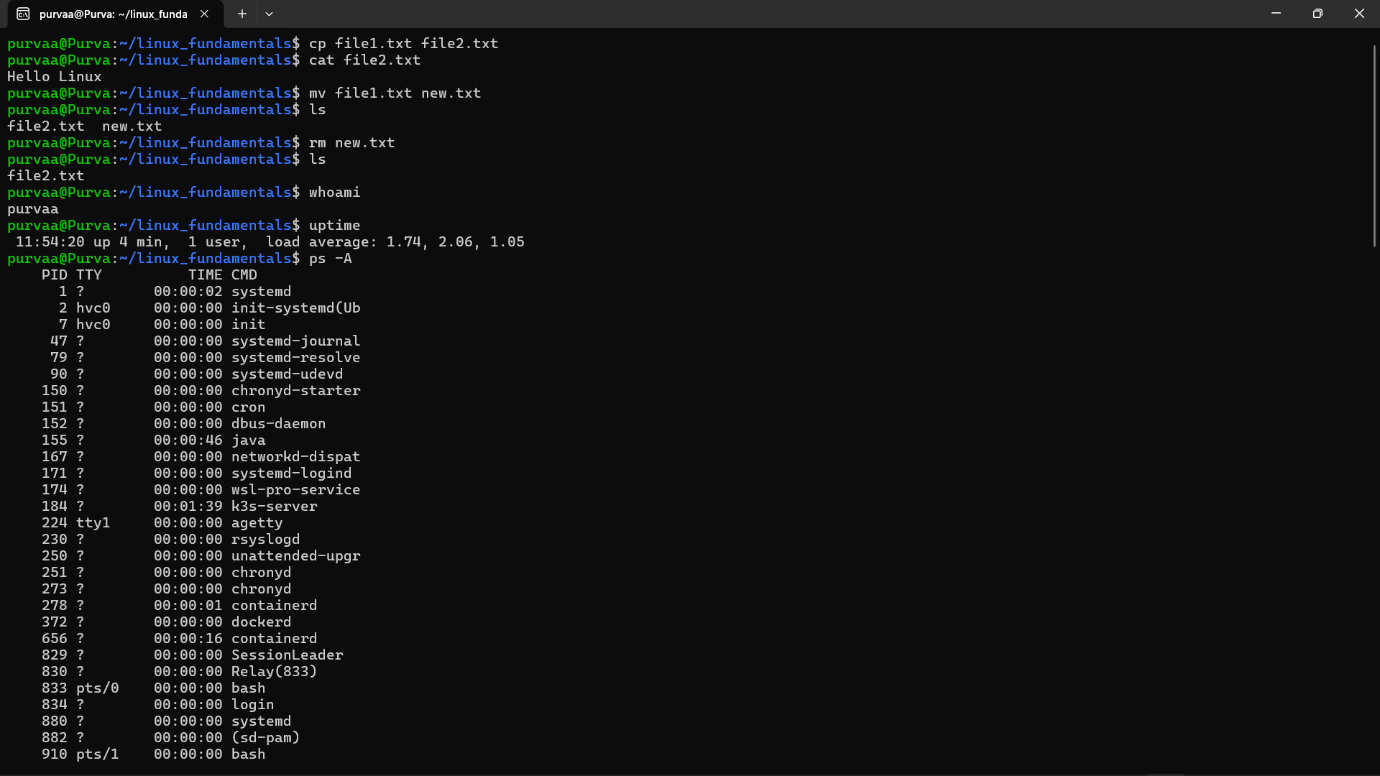 purvaa@Purva: ~/linux_funda
purvaa@Purva:~/linux_fundamentals$ cp file1.txt file2.txt
purvaa@Purva:~/linux_fundamentals$ cat file2.txt
Hello Linux
purvaa@Purva:~/linux_fundamentals$ mv file1.txt new.txt
purvaa@Purva:~/linux_fundamentals$ ls
file2.txt  new.txt
purvaa@Purva:~/linux_fundamentals$ rm new.txt
purvaa@Purva:~/linux_fundamentals$ ls
file2.txt
purvaa@Purva:~/linux_fundamentals$ whoami
purvaa
purvaa@Purva:~/linux_fundamentals$ uptime
 11:54:20 up 4 min,  1 user,  load average: 1.74, 2.06, 1.05
purvaa@Purva:~/linux_fundamentals$ ps -A
    PID TTY          TIME CMD
      1 ?        00:00:02 systemd
      2 hvc0     00:00:00 init-systemd(Ub
      7 hvc0     00:00:00 init
     47 ?        00:00:00 systemd-journal
     79 ?        00:00:00 systemd-resolve
     90 ?        00:00:00 systemd-udevd
    150 ?        00:00:00 chronyd-starter
    151 ?        00:00:00 cron
    152 ?        00:00:00 dbus-daemon
    155 ?        00:00:46 java
    167 ?        00:00:00 networkd-dispat
    171 ?        00:00:00 systemd-logind
    174 ?        00:00:00 wsl-pro-service
    184 ?        00:01:39 k3s-server
    224 tty1     00:00:00 agetty
    230 ?        00:00:00 rsyslogd
    250 ?        00:00:00 unattended-upgr
    251 ?        00:00:00 chronyd
    273 ?        00:00:00 chronyd
    278 ?        00:00:01 containerd
    372 ?        00:00:00 dockerd
    656 ?        00:00:16 containerd
    829 ?        00:00:00 SessionLeader
    830 ?        00:00:00 Relay(833)
    833 pts/0    00:00:00 bash
    834 ?        00:00:00 login
    880 ?        00:00:00 systemd
    882 ?        00:00:00 (sd-pam)
    910 pts/1    00:00:00 bash